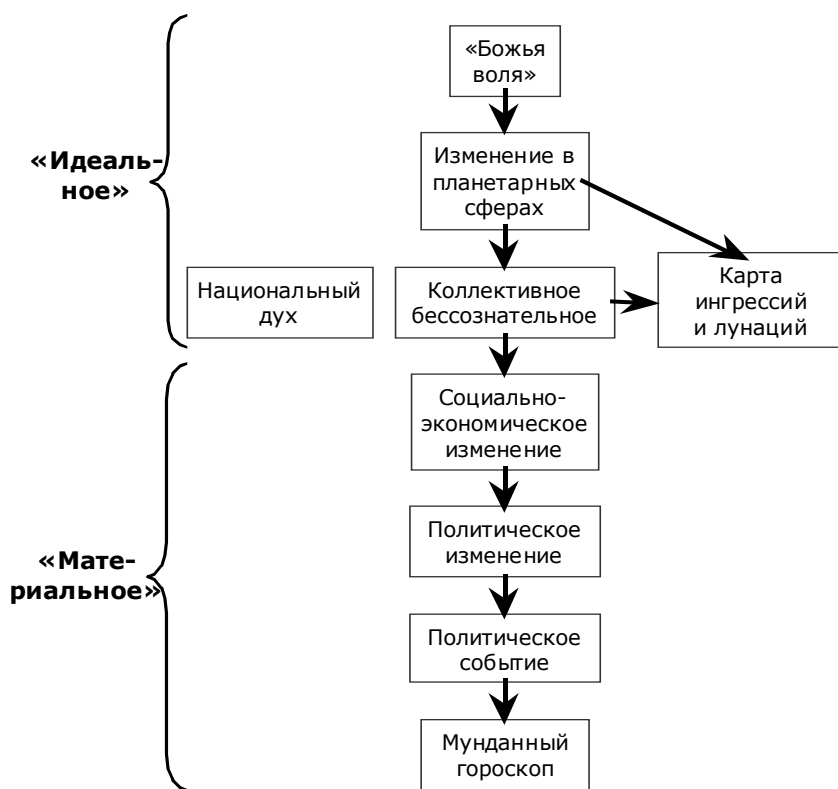 «Божья
воля»
Изменение в
планетарных
сферах
«Идеаль-
ное»
Национальный
дух
Коллективное
бессознательное
Карта
ингрессий
и лунаций
Социально-
экономическое
изменение
Политическое
изменение
«Мате-
риальное»
Политическое
событие
Мунданный
гороскоп